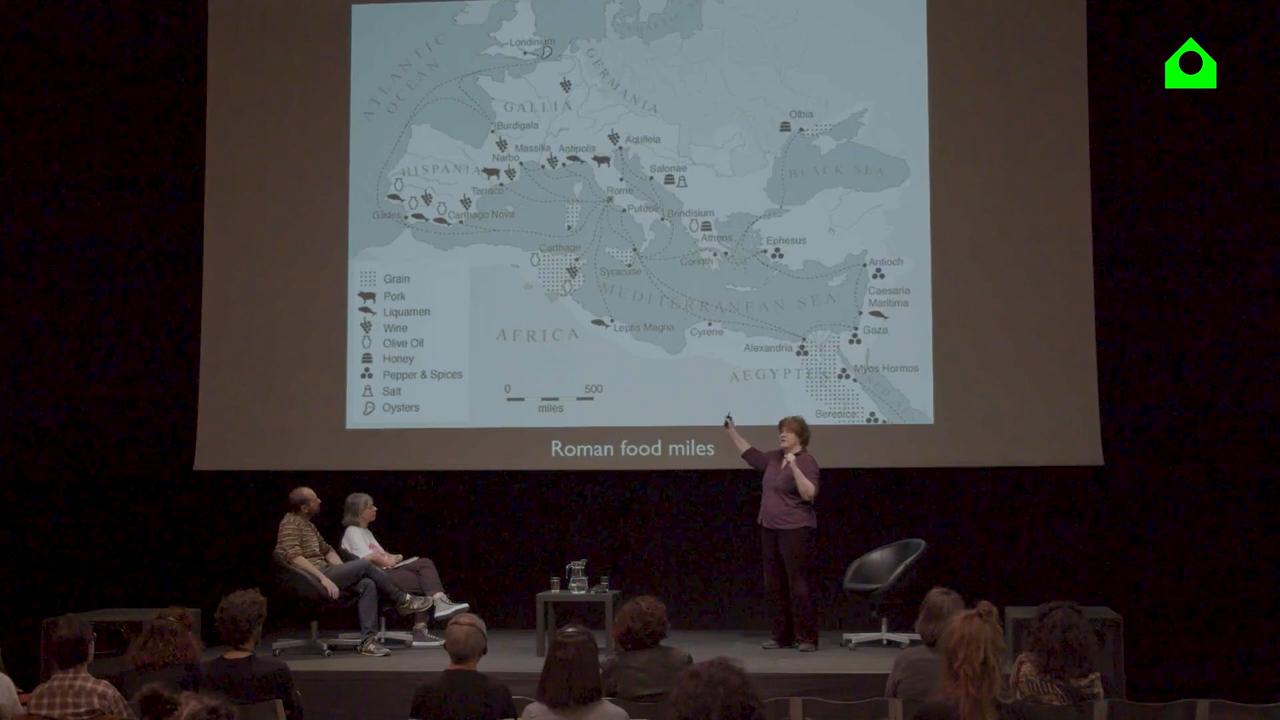 Londinium
ATLANTIC
OCEAN
GERMANIA
GALLIA
Burdigala
Olbia
Aquileia
Massilia
Antipolis
Narbo
HISPANIA
Salonae
BLACK SEA
Tarraco
Rome
Puteoli
Brindisium
Gades
Carthago Nova
Athens
Ephesus
Carthage
Corinth
Syracuse
Antioch
Grain
MEDITERRANEAN SEA
Caesaria
Maritima
Pork
Liquamen
Wine
AFRICA
Leptis Magna
Cyrene
Gaza
Olive Oil
Alexandria
Honey
Pepper & Spices
AEGYPTUS
Myos Hormos
Salt
0 500
miles
Oysters
Berenice
Roman food miles